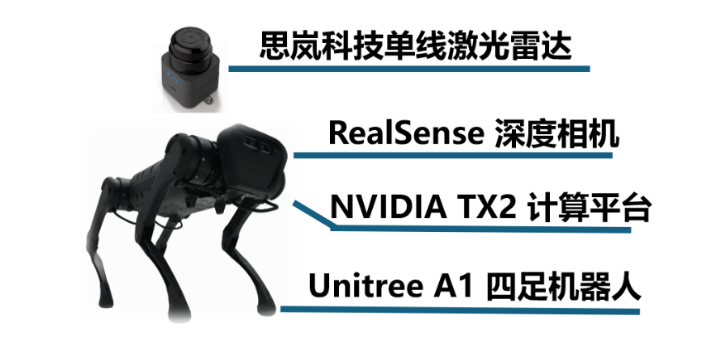 思岚科技单线激光雷达
RealSense 深度相机
NVIDIA TX2 计算平台
Unitree A1 四足机器人